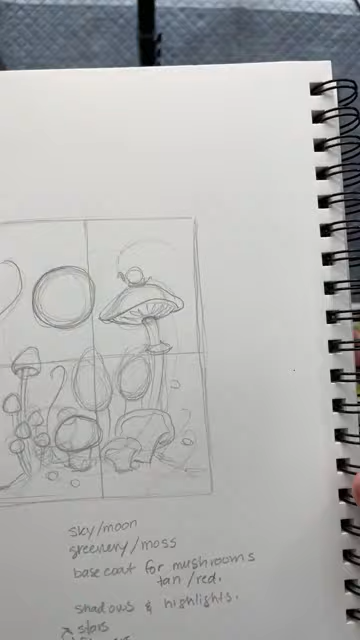 sky/moon
greenery/moss
base coat for mushrooms
tan/red.
shadows & highlights.
stars